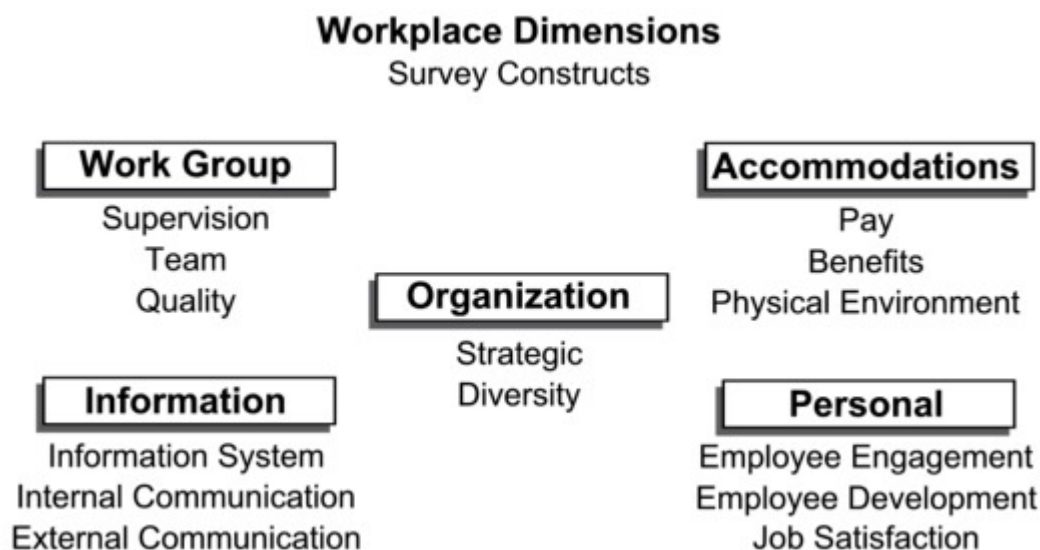 Workplace Dimensions
Survey Constructs
Work Group
Supervision
Team
Quality
Accommodations
Pay
Benefits
Physical Environment
Organization
Strategic
Diversity
Information
Information System
Internal Communication
External Communication
Personal
Employee Engagement
Employee Development
Job Satisfaction